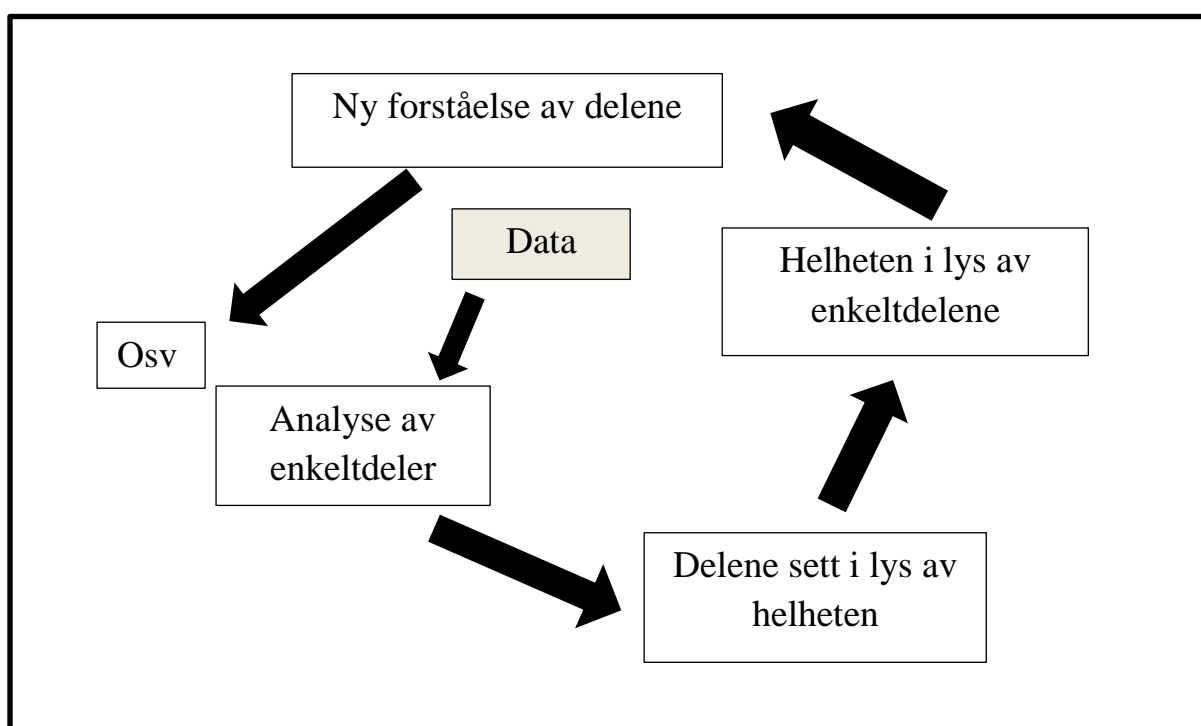 Ny forståelse av delene
Data
Helheten i lys av
enkeltdelene
Osv
Analyse av
enkeltdeler
Delene sett i lys av
helheten